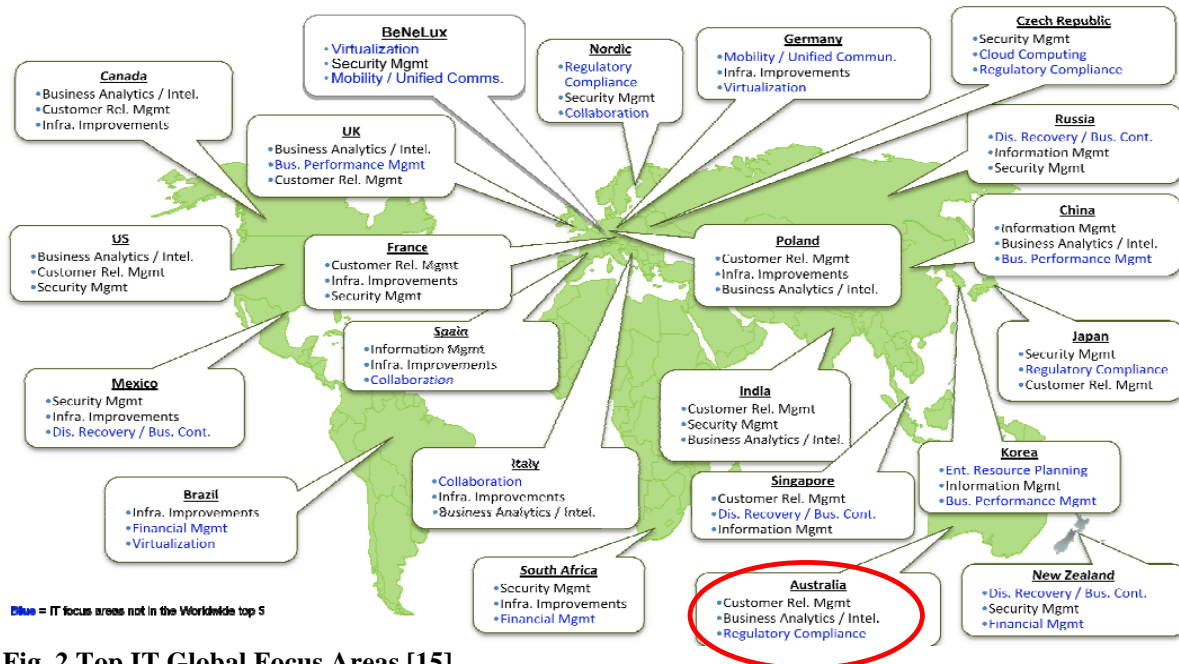 BeNeLux
•Virtualization
•Security Mgmt
•Mobility / Unified Comms.
Nordic
•Regulatory
Compliance
•Security Mgmt
•Collaboration
Germany
•Mobility / Unified Commun.
•Infra. Improvements
•Virtualization
Czech Republic
•Security Mgmt
•Cloud Computing
•Regulatory Compliance
Canada
•Business Analytics / Intel.
•Customer Rel. Mgmt
•Infra. Improvements
UK
•Business Analytics / Intel.
•Bus. Performance Mgmt
•Customer Rel. Mgmt
Russia
•Dis. Recovery / Bus. Cont.
•Information Mgmt
•Security Mgmt
US
•Business Analytics / Intel.
•Customer Rel. Mgmt
•Security Mgmt
France
•Customer Rel. Mgmt
•Infra. Improvements
•Security Mgmt
Poland
•Customer Rel. Mgmt
•Infra. Improvements
•Business Analytics / Intel.
China
•Information Mgmt
•Business Analytics / Intel.
•Bus. Performance Mgmt
Spain
•Information Mgmt
•Infra. Improvements
•Collaboration
Japan
•Security Mgmt
•Regulatory Compliance
•Customer Rel. Mgmt
Mexico
•Security Mgmt
•Infra. Improvements
•Dis. Recovery / Bus. Cont.
India
•Customer Rel. Mgmt
•Security Mgmt
•Business Analytics / Intel.
Italy
•Collaboration
•Infra. Improvements
•Business Analytics / Intel.
Korea
•Ent. Resource Planning
•Information Mgmt
•Bus. Performance Mgmt
Singapore
•Customer Rel. Mgmt
•Dis. Recovery / Bus. Cont.
•Information Mgmt
Brazil
•Infra. Improvements
•Financial Mgmt
•Virtualization
South Africa
•Security Mgmt
•Infra. Improvements
•Financial Mgmt
Australia
•Customer Rel. Mgmt
•Business Analytics / Intel.
•Regulatory Compliance
New Zealand
•Dis. Recovery / Bus. Cont.
•Security Mgmt
•Financial Mgmt
Blue = IT focus areas not in the Worldwide top 5
Fig. 2 Top IT Global Focus Areas [15]